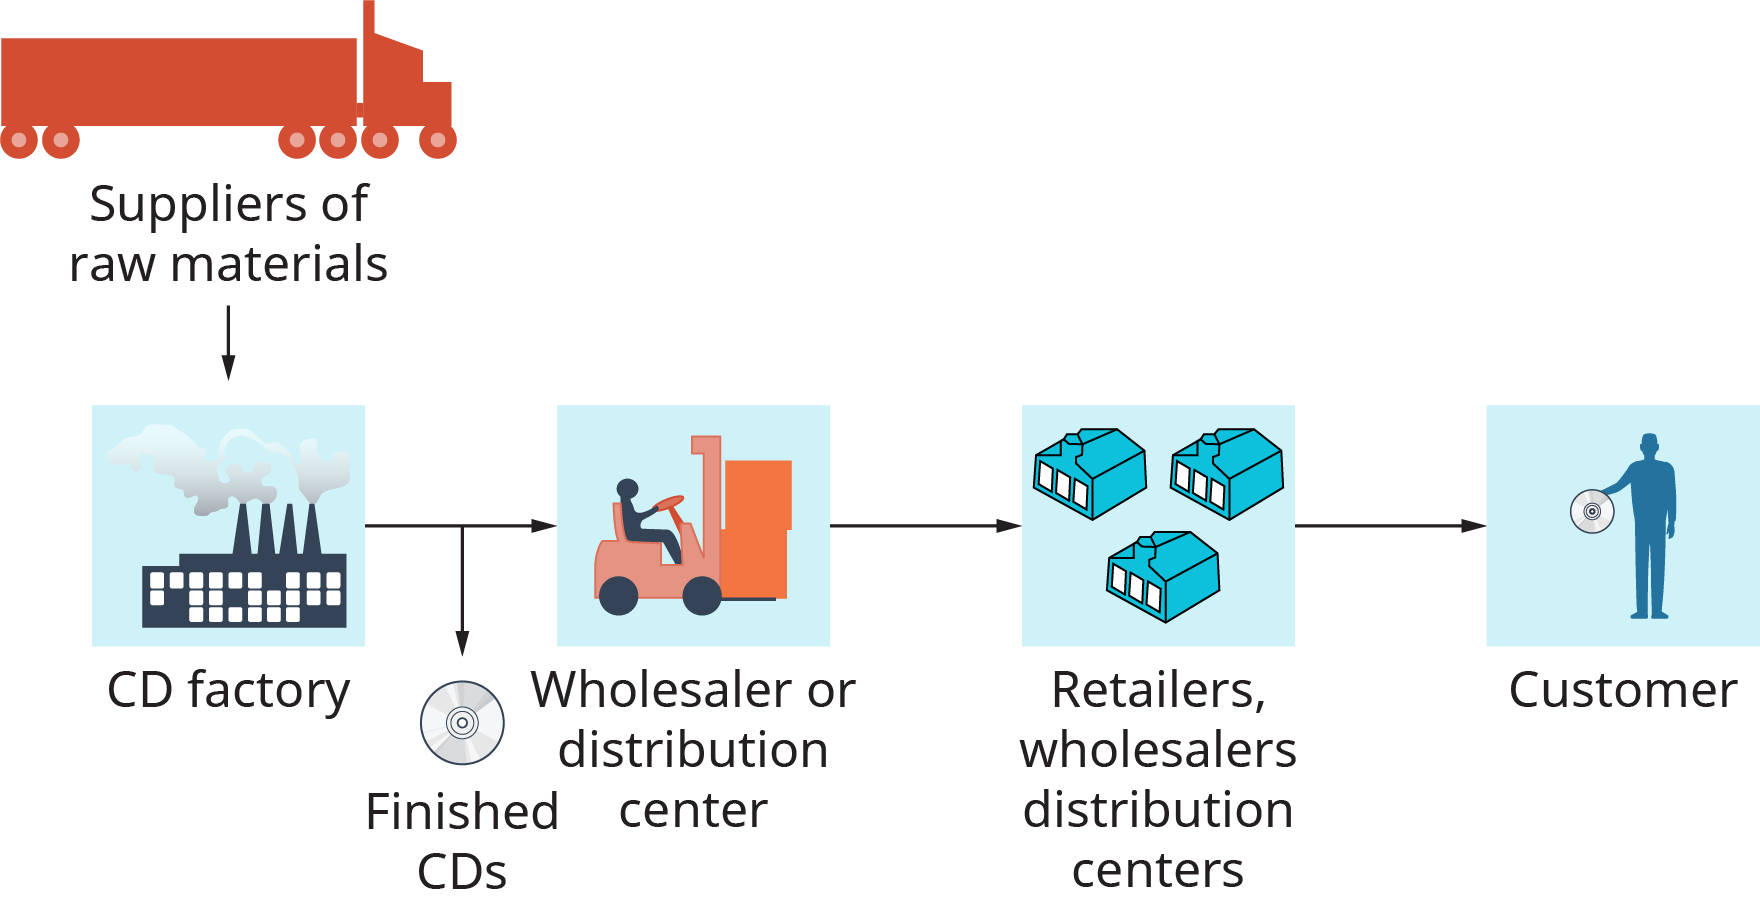 Suppliers of
raw materials
CD factory
Finished
CDs
Wholesaler or
distribution
center
Retailers,
wholesalers
distribution
centers
Customer